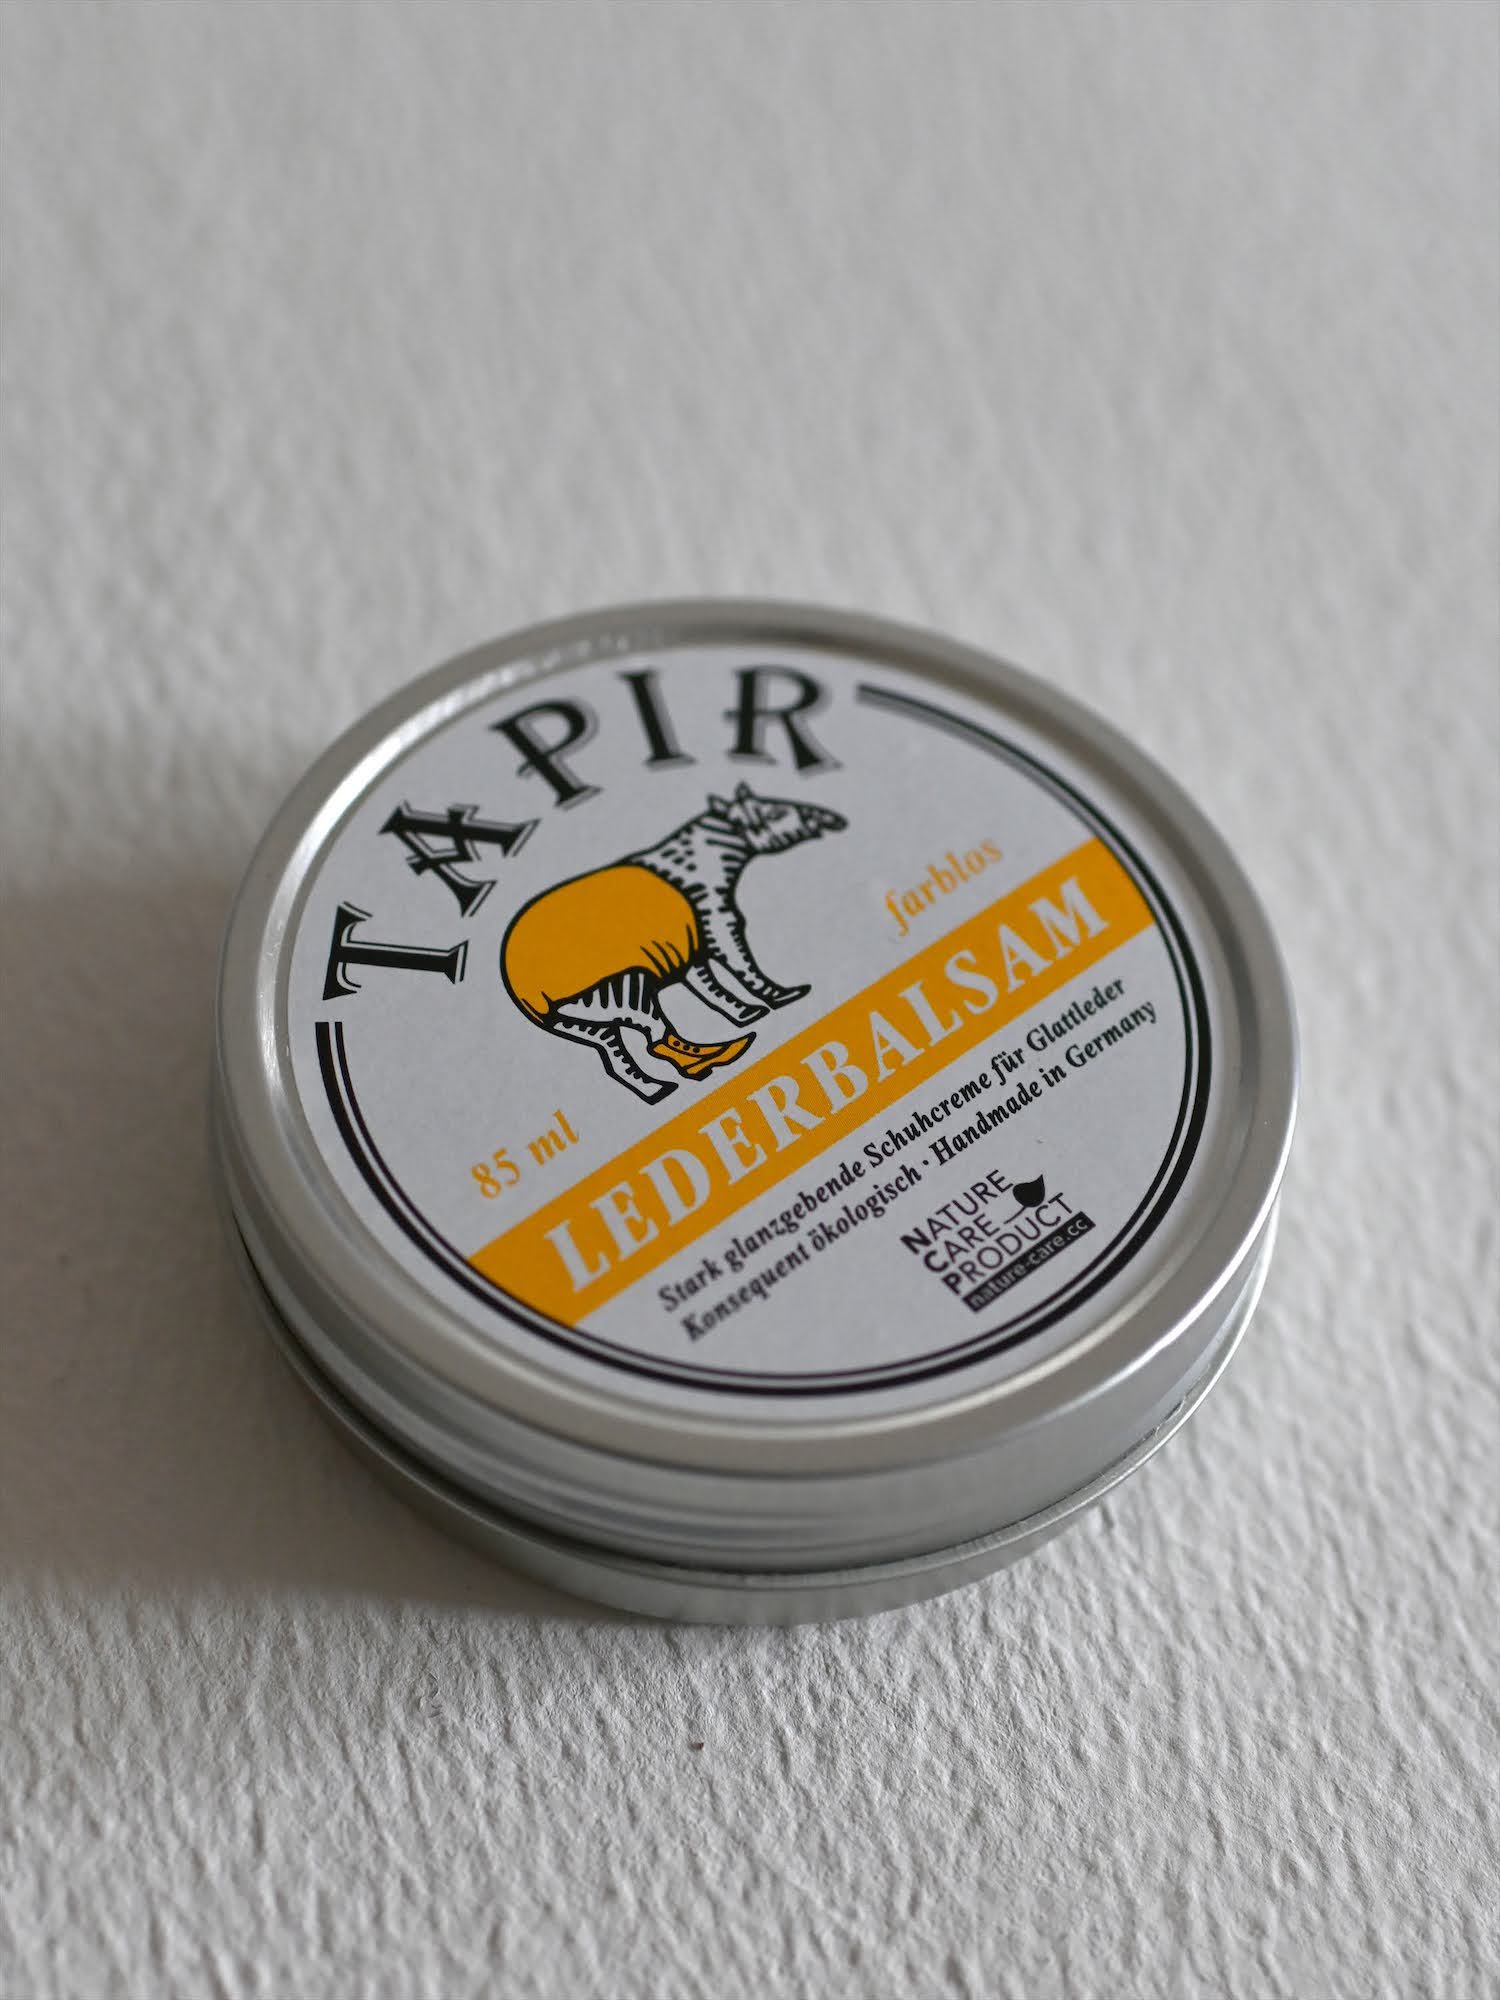 TAPIR
farblos
85 ml
LEDERBALSAM
Stark glanzgebende Schuhcreme für Glattleder
Konsequent ökologisch · Handmade in Germany
NATURE
CARE
PRODUCT
nature-care.cc